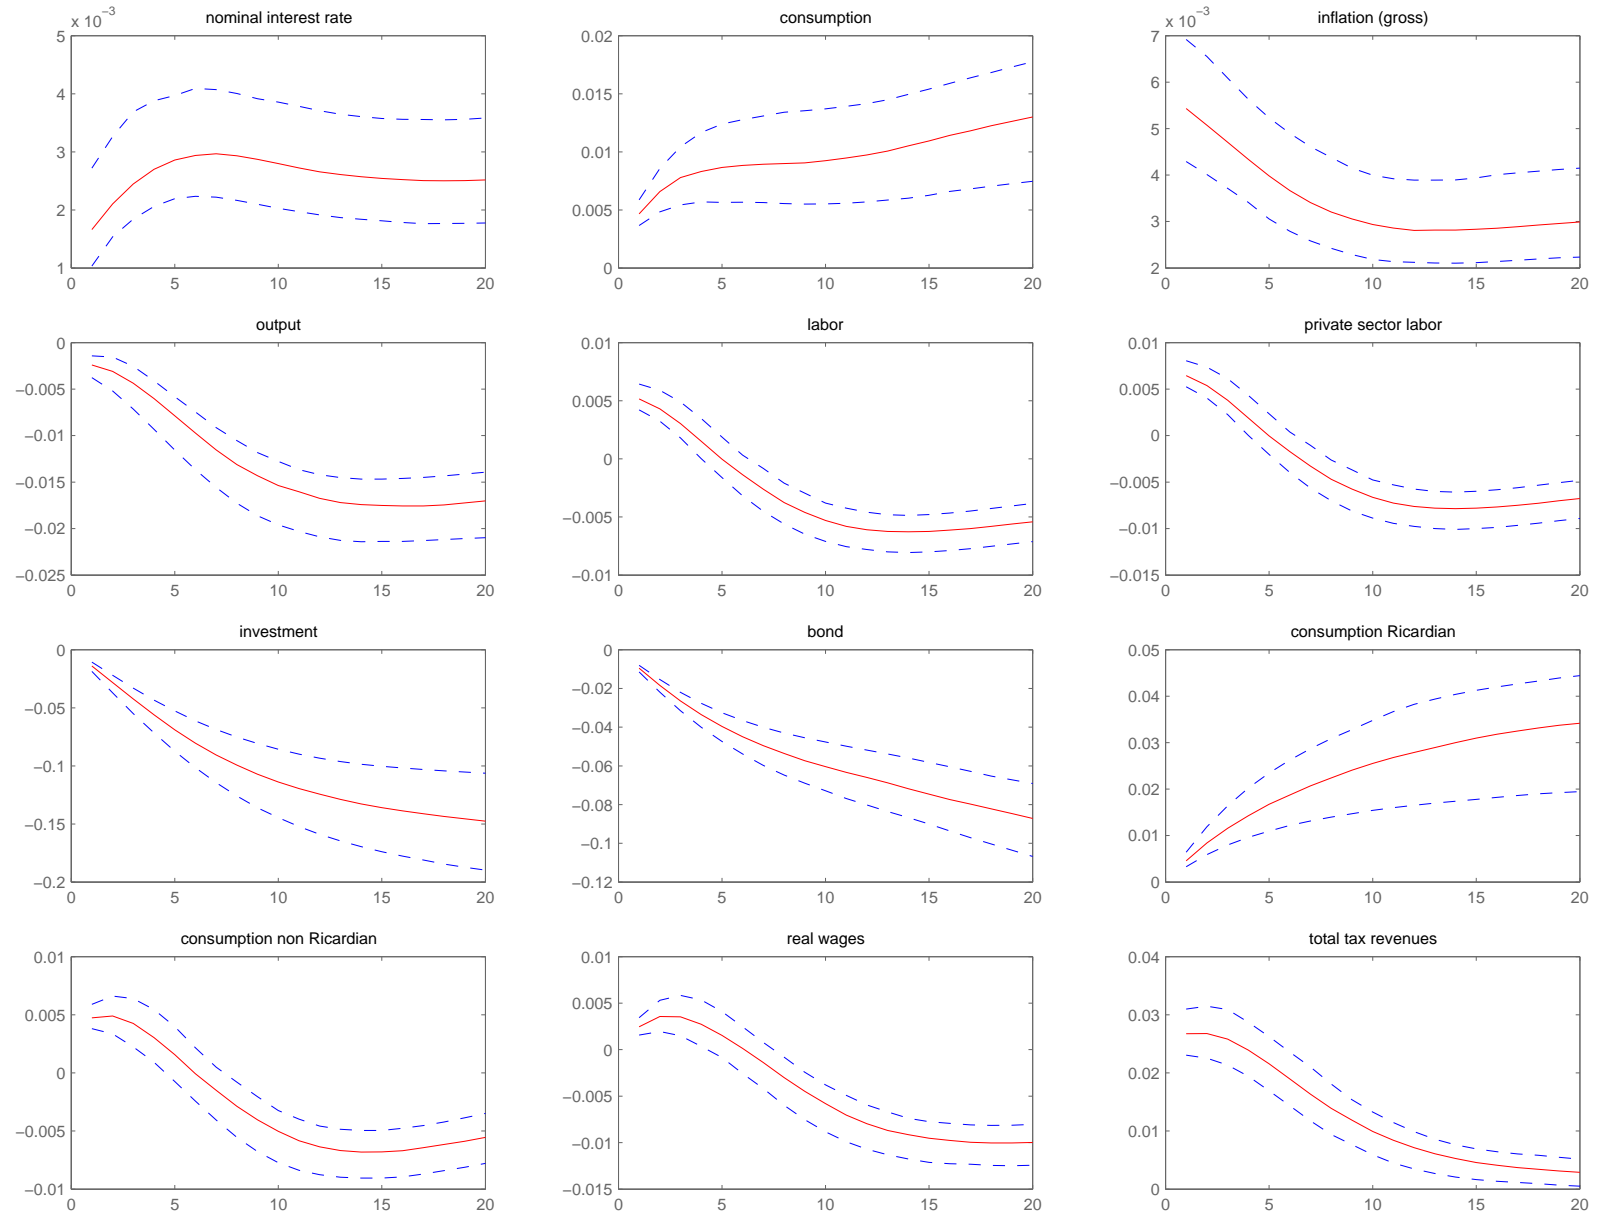 nominal interest rate
x 10⁻³
5
4
3
2
1
0 5 10 15 20
consumption
0.02
0.015
0.01
0.005
0
0 5 10 15 20
inflation (gross)
x 10⁻³
7
6
5
4
3
2
0 5 10 15 20
output
0
−0.005
−0.01
−0.015
−0.02
−0.025
0 5 10 15 20
labor
0.01
0.005
0
−0.005
−0.01
0 5 10 15 20
private sector labor
0.01
0.005
0
−0.005
−0.01
−0.015
0 5 10 15 20
investment
0
−0.05
−0.1
−0.15
−0.2
0 5 10 15 20
bond
0
−0.02
−0.04
−0.06
−0.08
−0.1
−0.12
0 5 10 15 20
consumption Ricardian
0.05
0.04
0.03
0.02
0.01
0
0 5 10 15 20
consumption non Ricardian
0.01
0.005
0
−0.005
−0.01
0 5 10 15 20
real wages
0.01
0.005
0
−0.005
−0.01
−0.015
0 5 10 15 20
total tax revenues
0.04
0.03
0.02
0.01
0
0 5 10 15 20